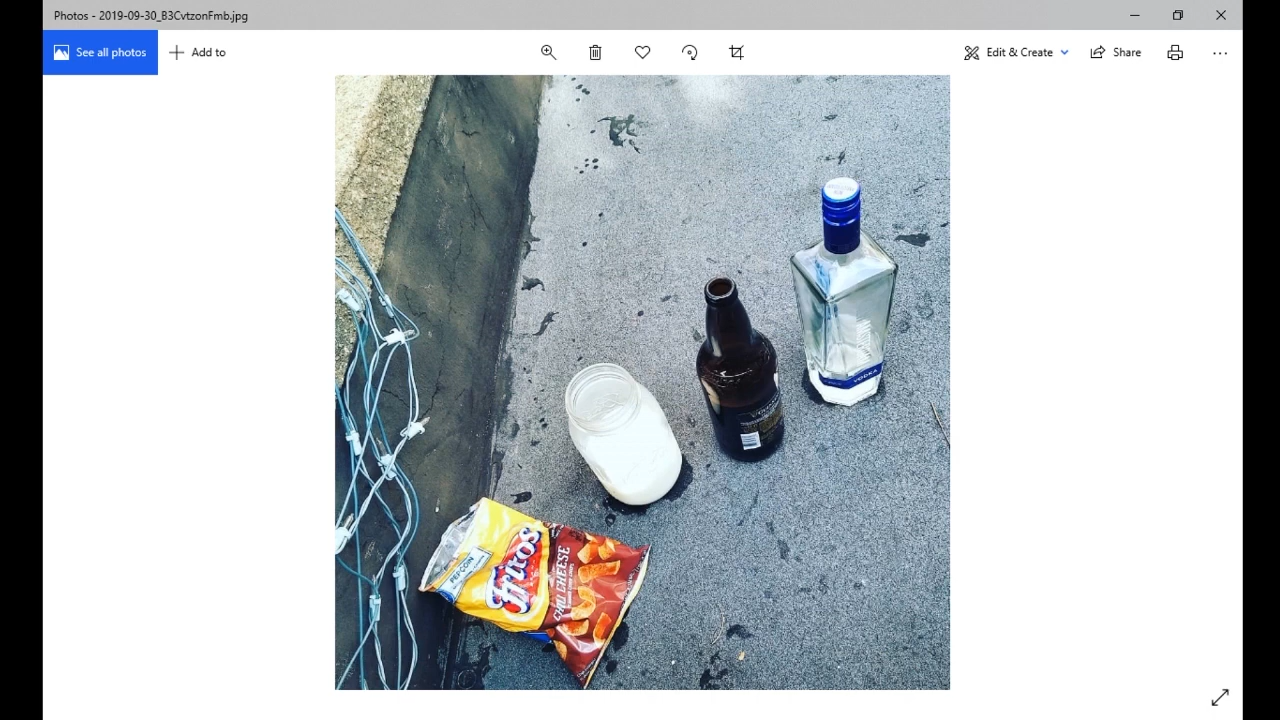 Photos - 2019-09-30_B3CvtzonFmb.jpg
See all photos
Add to
Edit & Create
Share
Fritos
CHILI CHEESE
VODKA